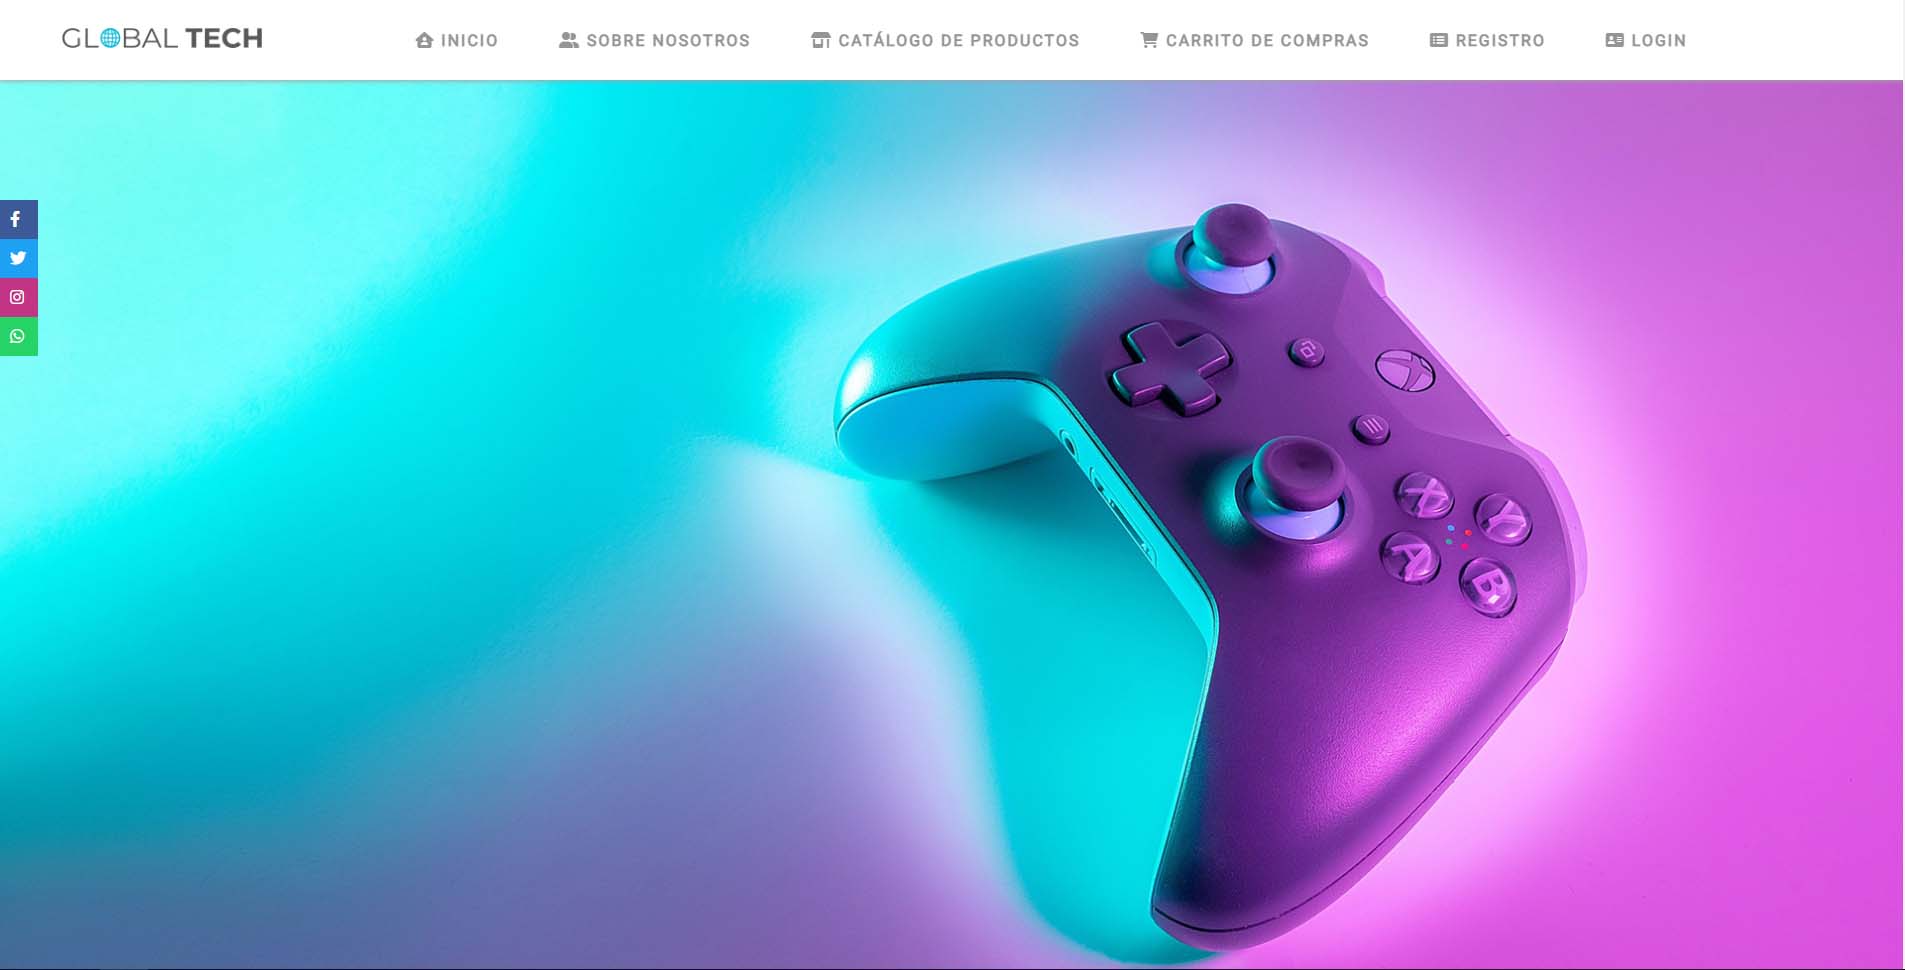 GLOBAL TECH
INICIO
SOBRE NOSOTROS
CATÁLOGO DE PRODUCTOS
CARRITO DE COMPRAS
REGISTRO
LOGIN
X
Y
A
B